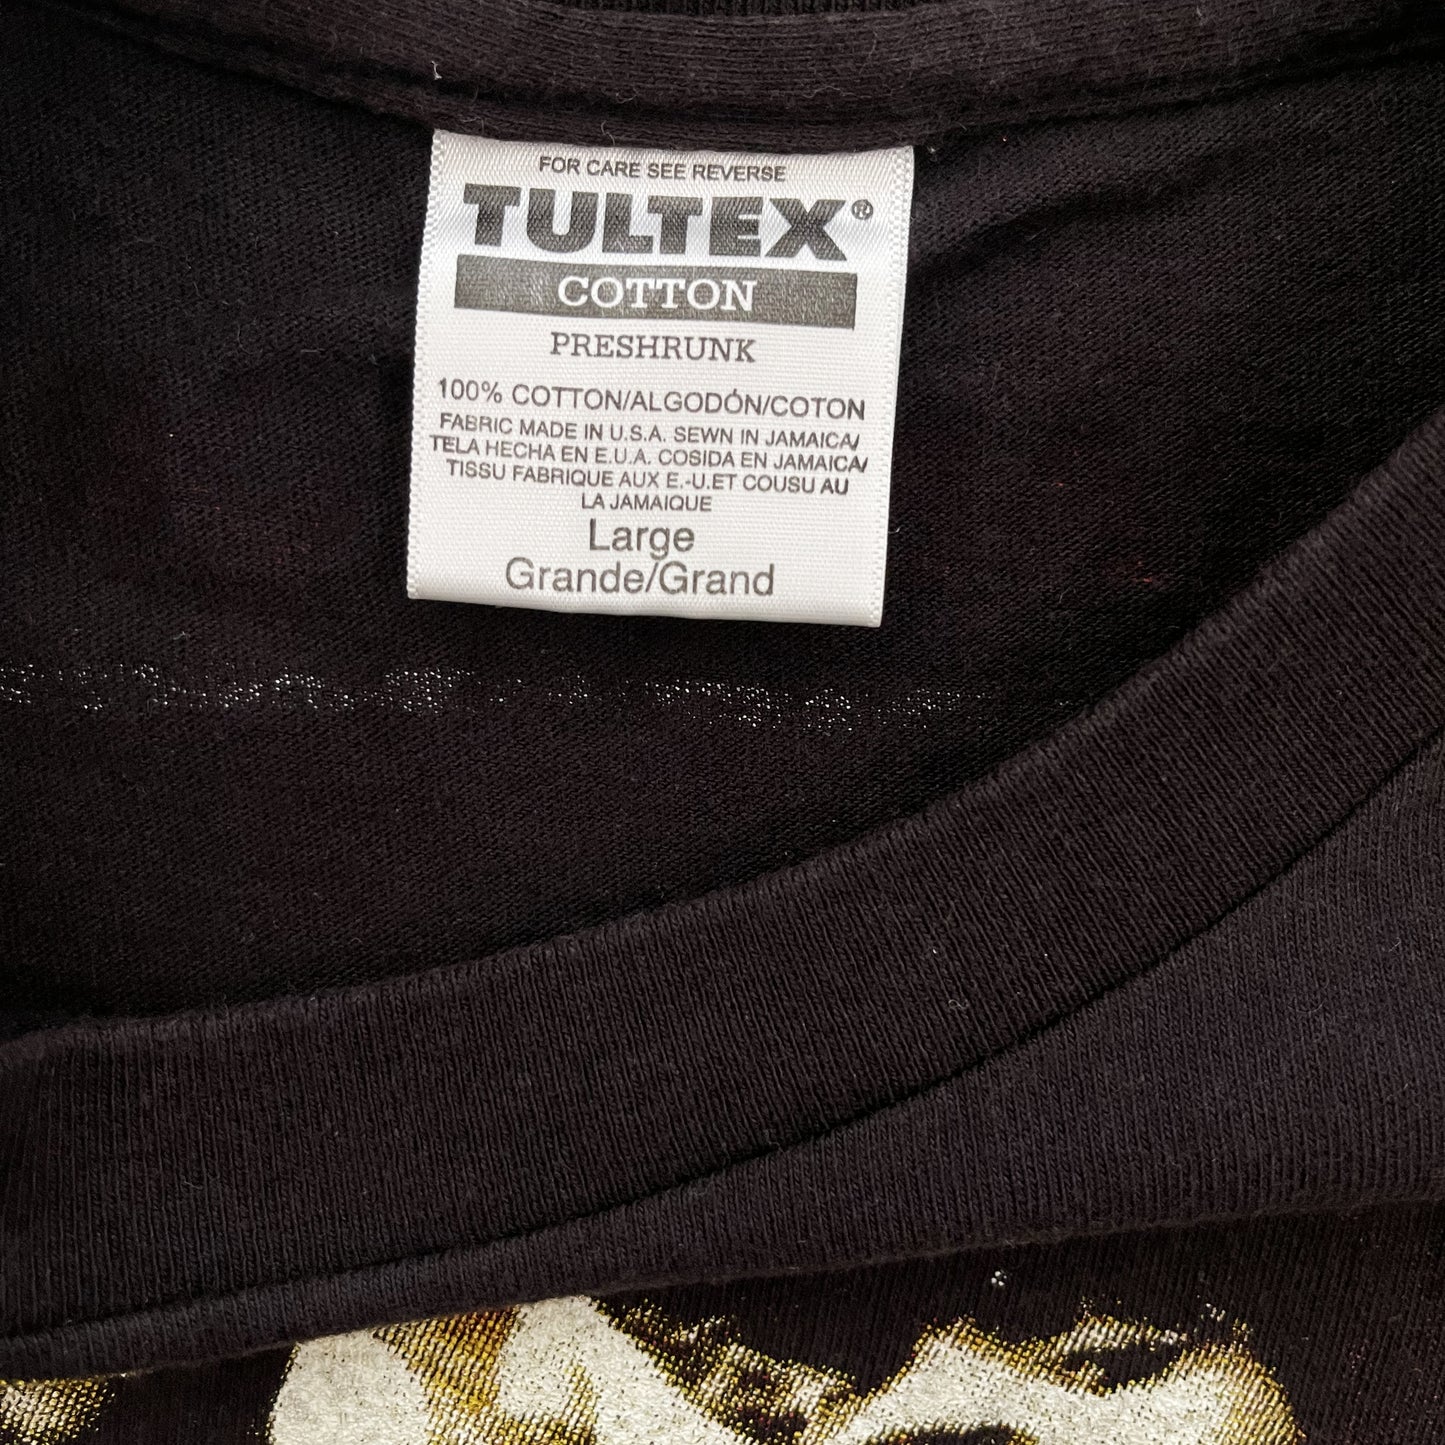 FOR CARE SEE REVERSE
TULTEX®
COTTON
PRESHRUNK
100% COTTON/ALGODÓN/COTON
FABRIC MADE IN U.S.A. SEWN IN JAMAICA/
TELA HECHA EN E.U.A. COSIDA EN JAMAICA/
TISSU FABRIQUE AUX E.-U.ET COUSU AU
LA JAMAIQUE
Large
Grande/Grand